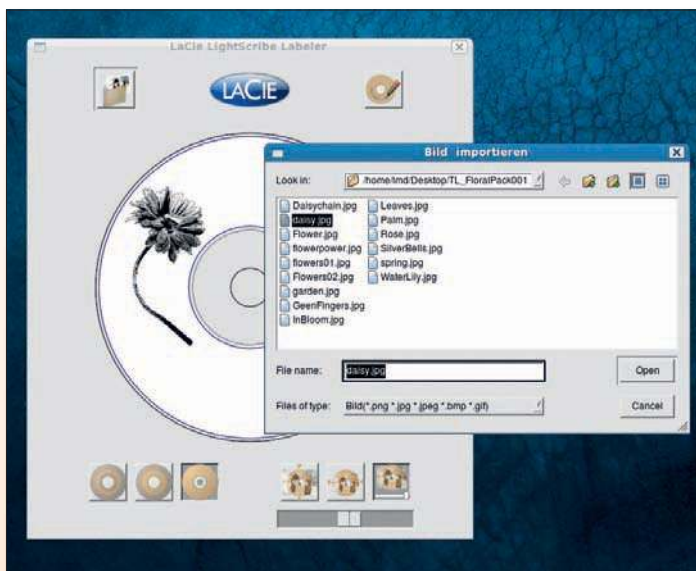 LaCie LightScribe Labeler
LACIE
Bild importieren
Look in:
/home/lmd/Desktop/TL_FloralPack001
Daisychain.jpg
daisy.jpg
Flower.jpg
flowerpower.jpg
flowers01.jpg
Flowers02.jpg
garden.jpg
GeenFingers.jpg
InBloom.jpg
Leaves.jpg
Palm.jpg
Rose.jpg
SilverBells.jpg
spring.jpg
WaterLily.jpg
File name:
daisy.jpg
Open
Files of type:
Bild(*.png *.jpg *.jpeg *.bmp *.gif)
Cancel